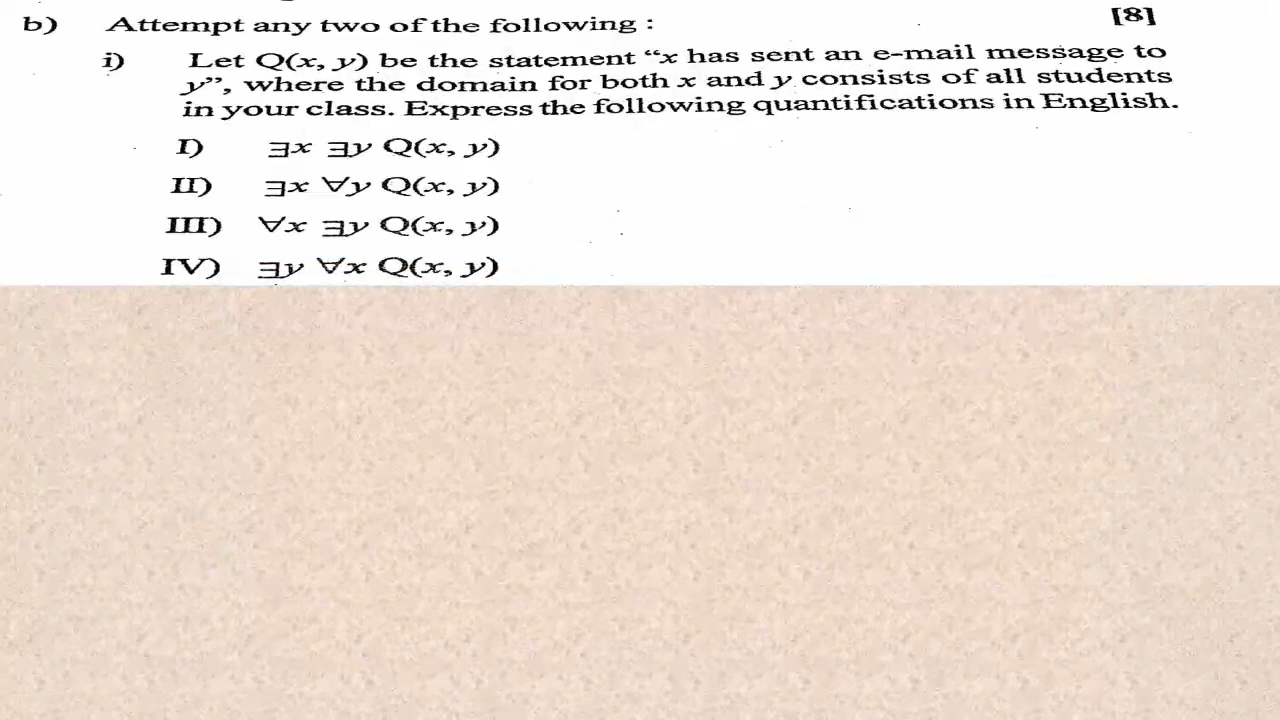 b) Attempt any two of the following : [8]
i) Let Q(x, y) be the statement “x has sent an e-mail message to
y”, where the domain for both x and y consists of all students
in your class. Express the following quantifications in English.
I) ∃x ∃y Q(x, y)
II) ∃x ∀y Q(x, y)
III) ∀x ∃y Q(x, y)
IV) ∃y ∀x Q(x, y)